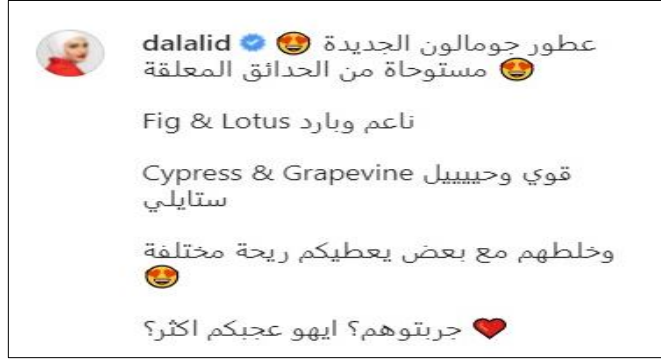 dalalid 😍 عطور جومالون الجديدة
مستوحاة من الحدائق المعلقة 😍
Fig & Lotus ناعم وبارد
Cypress & Grapevine قوي وحيييييل
ستايلي
وخلطهم مع بعض يعطيكم ريحة مختلفة
😍
جربتوهم؟ ايهو عجبكم اكثر؟ ❤️